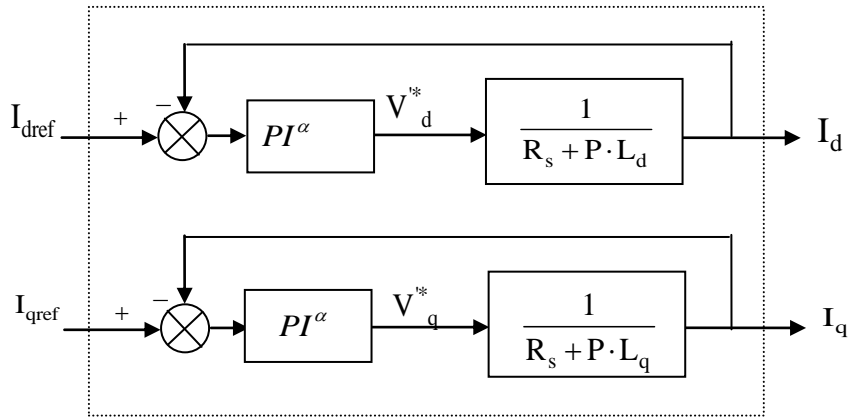 I_dref
+
−
PI^α
V'*_d
1
R_s + P · L_d
I_d
I_qref
+
−
PI^α
V'*_q
1
R_s + P · L_q
I_q